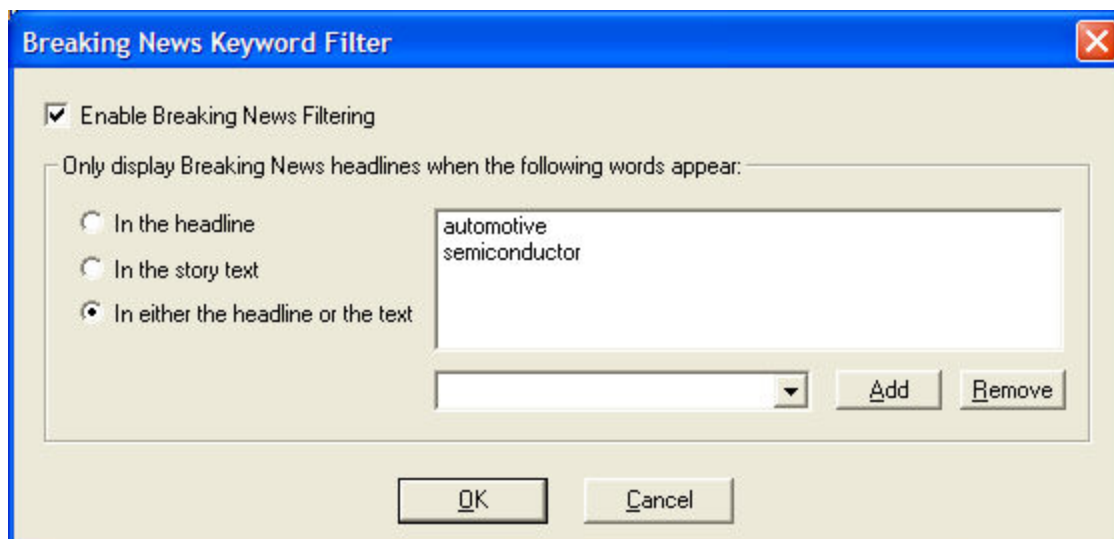 Breaking News Keyword Filter
Enable Breaking News Filtering
Only display Breaking News headlines when the following words appear:
In the headline
In the story text
In either the headline or the text
automotive
semiconductor
Add
Remove
OK
Cancel